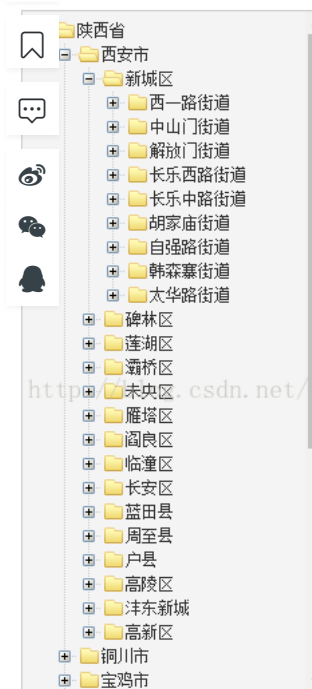 陕西省
西安市
新城区
西一路街道
中山门街道
解放门街道
长乐西路街道
长乐中路街道
胡家庙街道
自强路街道
韩森寨街道
太华路街道
碑林区
莲湖区
灞桥区
未央区
http://blog.csdn.net/
雁塔区
阎良区
临潼区
长安区
蓝田县
周至县
户县
高陵区
沣东新城
高新区
铜川市
宝鸡市